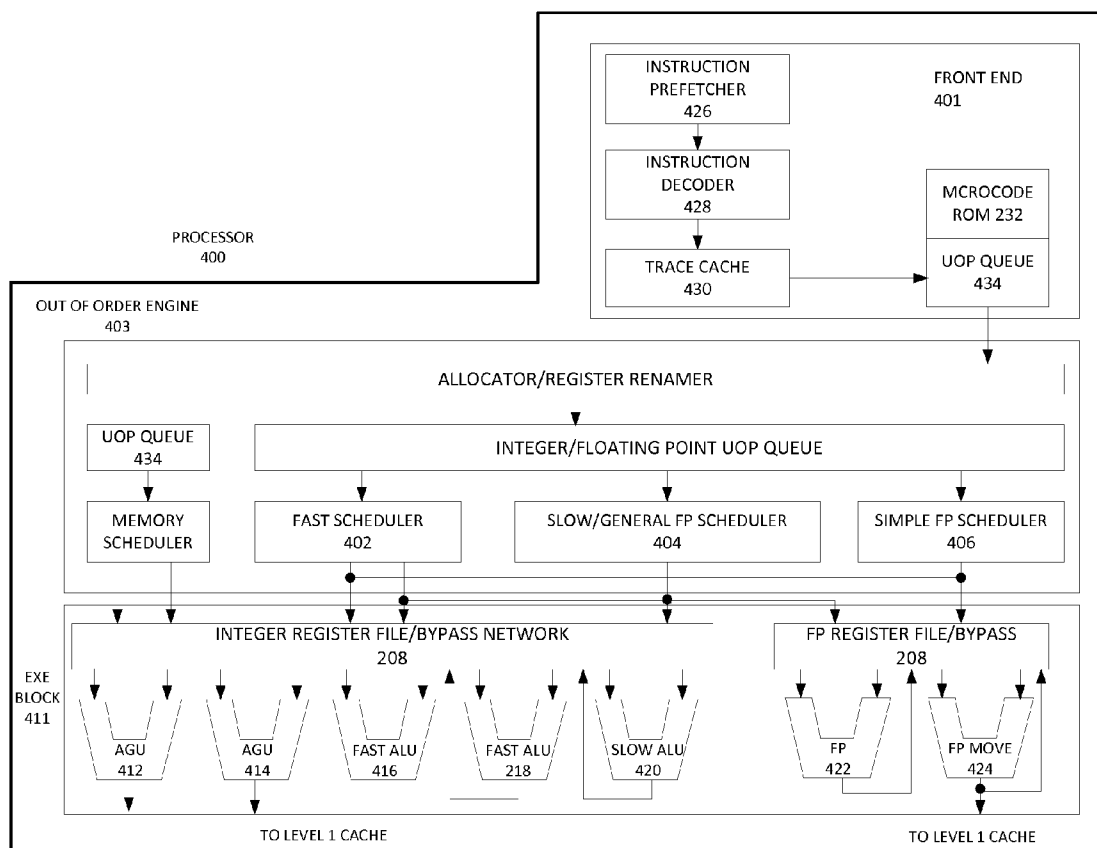 INSTRUCTION
PREFETCHER
426
FRONT END
401
INSTRUCTION
DECODER
428
MCROCODE
ROM 232
PROCESSOR
400
TRACE CACHE
430
UOP QUEUE
434
OUT OF ORDER ENGINE
403
ALLOCATOR/REGISTER RENAMER
UOP QUEUE
434
INTEGER/FLOATING POINT UOP QUEUE
MEMORY
SCHEDULER
FAST SCHEDULER
402
SLOW/GENERAL FP SCHEDULER
404
SIMPLE FP SCHEDULER
406
INTEGER REGISTER FILE/BYPASS NETWORK
208
FP REGISTER FILE/BYPASS
208
EXE
BLOCK
411
AGU
412
AGU
414
FAST ALU
416
FAST ALU
218
SLOW ALU
420
FP
422
FP MOVE
424
TO LEVEL 1 CACHE
TO LEVEL 1 CACHE